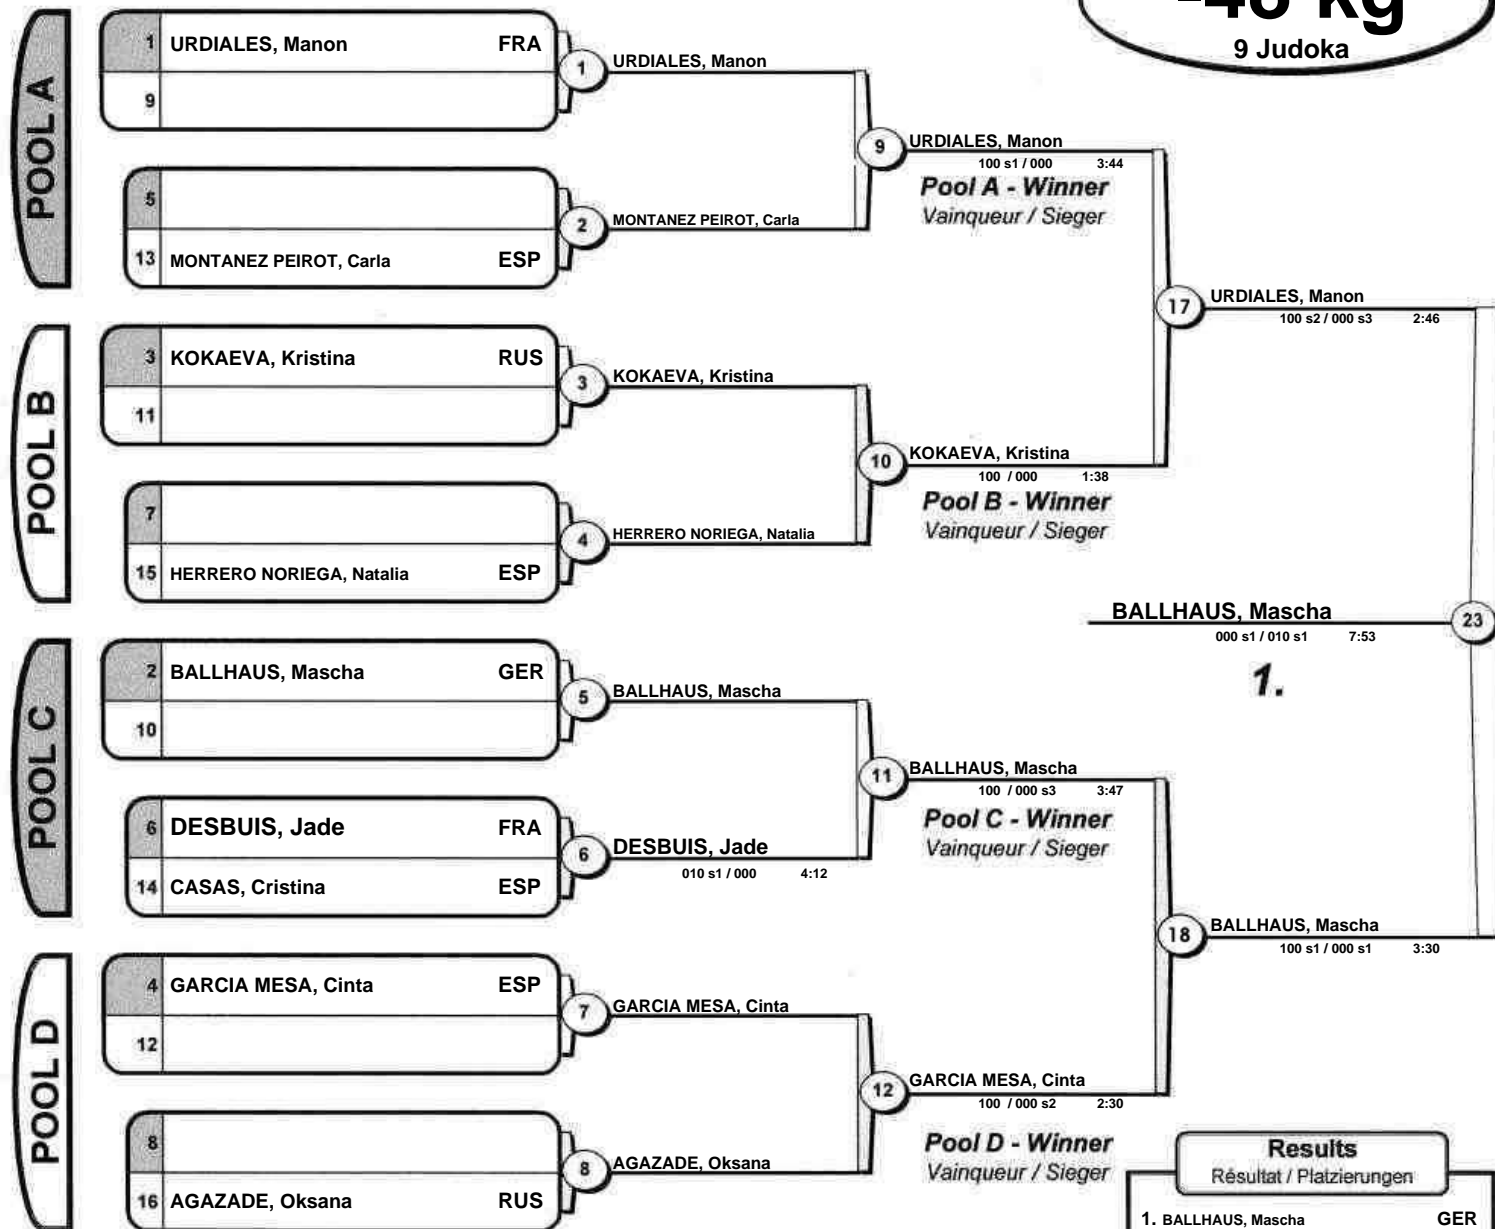 -48 kg
9 Judoka
POOL A
1 URDIALES, Manon FRA
9
1 URDIALES, Manon
5
13 MONTANEZ PEIROT, Carla ESP
2 MONTANEZ PEIROT, Carla
9 URDIALES, Manon
100 s1 / 000 3:44
Pool A - Winner
Vainqueur / Sieger
POOL B
3 KOKAEVA, Kristina RUS
11
3 KOKAEVA, Kristina
7
15 HERRERO NORIEGA, Natalia ESP
4 HERRERO NORIEGA, Natalia
10 KOKAEVA, Kristina
100 / 000 1:38
Pool B - Winner
Vainqueur / Sieger
17 URDIALES, Manon
100 s2 / 000 s3 2:46
BALLHAUS, Mascha 23
000 s1 / 010 s1 7:53
1.
POOL C
2 BALLHAUS, Mascha GER
10
5 BALLHAUS, Mascha
6 DESBUIS, Jade FRA
14 CASAS, Cristina ESP
6 DESBUIS, Jade
010 s1 / 000 4:12
11 BALLHAUS, Mascha
100 / 000 s3 3:47
Pool C - Winner
Vainqueur / Sieger
POOL D
4 GARCIA MESA, Cinta ESP
12
7 GARCIA MESA, Cinta
8
16 AGAZADE, Oksana RUS
8 AGAZADE, Oksana
12 GARCIA MESA, Cinta
100 / 000 s2 2:30
Pool D - Winner
Vainqueur / Sieger
18 BALLHAUS, Mascha
100 s1 / 000 s1 3:30
Results
Résultat / Platzierungen
1. BALLHAUS, Mascha GER